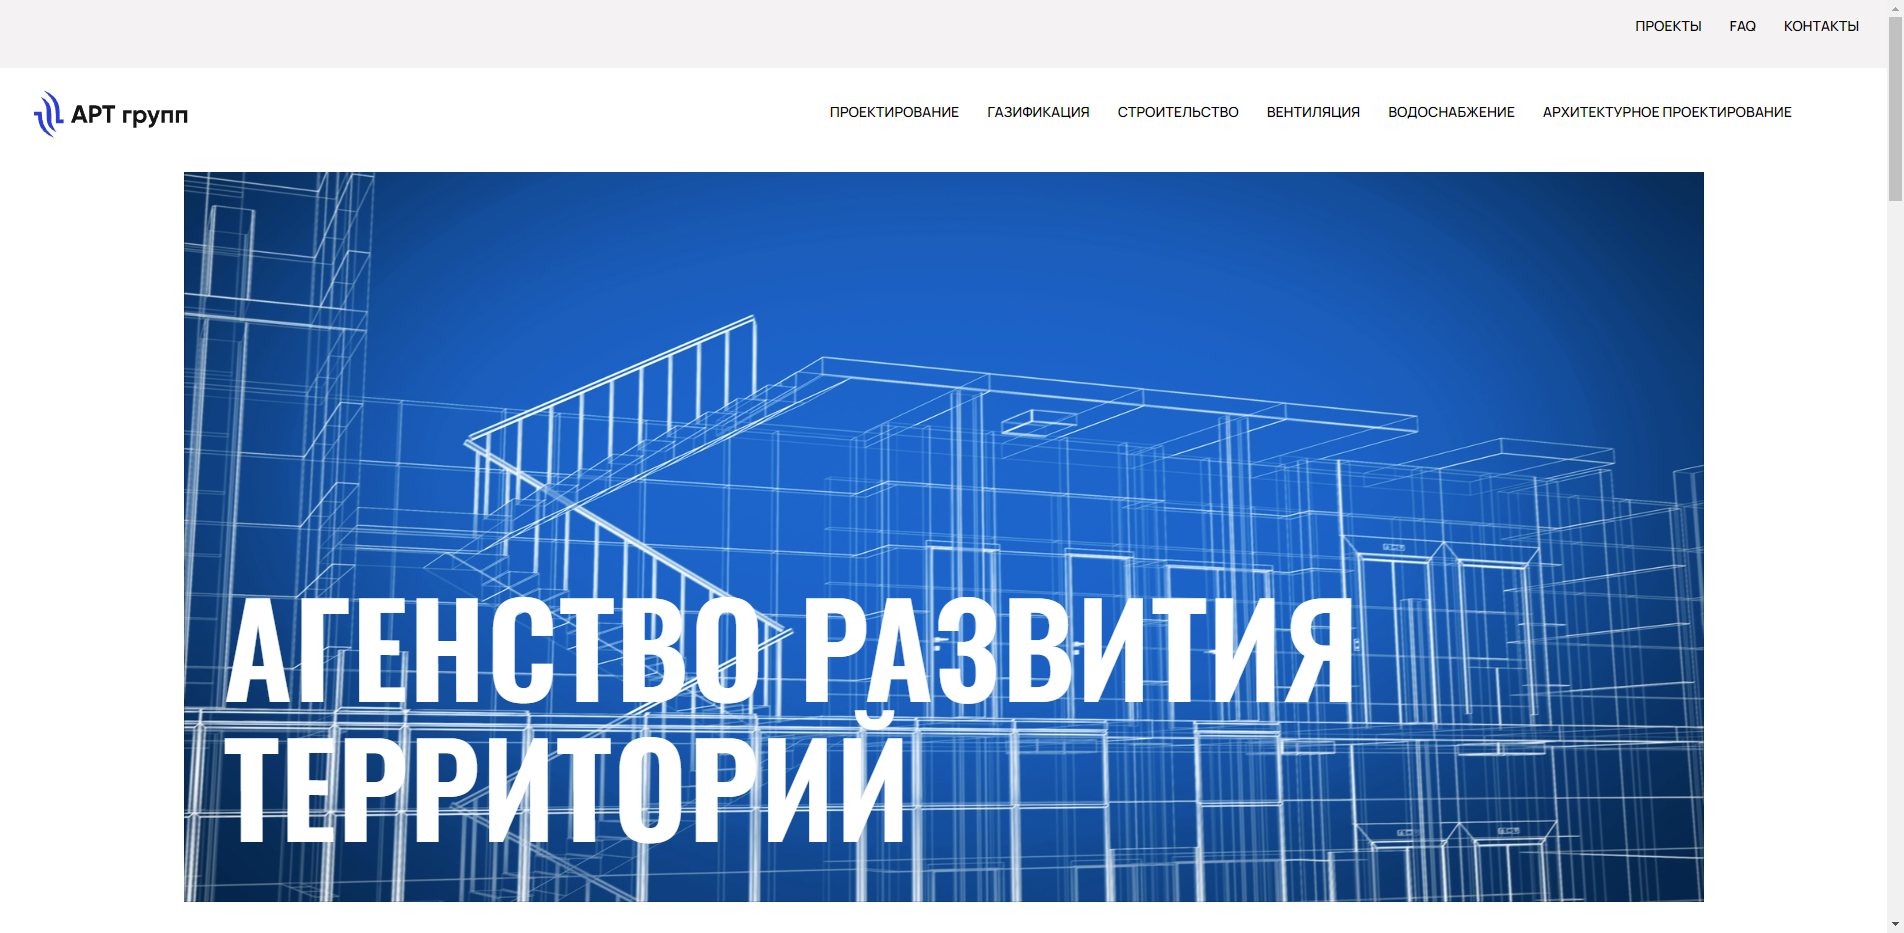 ПРОЕКТЫ FAQ КОНТАКТЫ
АРТ групп
ПРОЕКТИРОВАНИЕ ГАЗИФИКАЦИЯ СТРОИТЕЛЬСТВО ВЕНТИЛЯЦИЯ ВОДОСНАБЖЕНИЕ АРХИТЕКТУРНОЕ ПРОЕКТИРОВАНИЕ
АГЕНСТВО РАЗВИТИЯ
ТЕРРИТОРИЙ